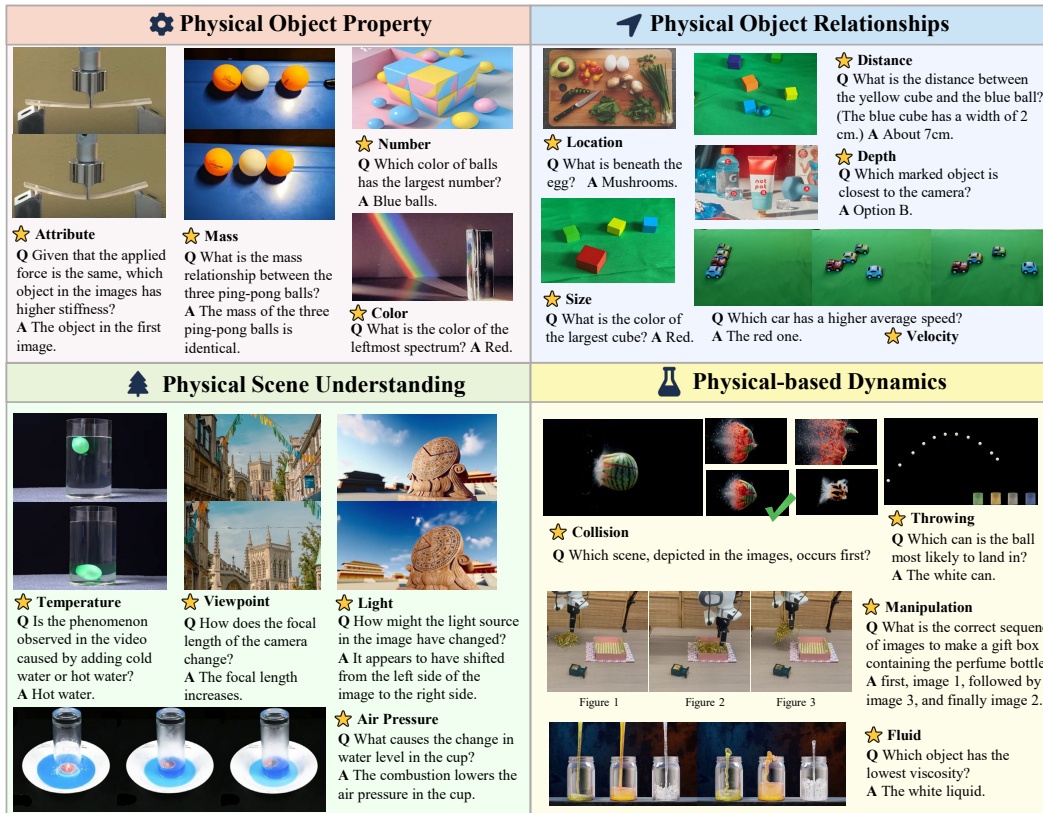 Physical Object Property
Number
Q Which color of balls
has the largest number?
A Blue balls.
Attribute
Q Given that the applied
force is the same, which
object in the images has
higher stiffness?
A The object in the first
image.
Mass
Q What is the mass
relationship between the
three ping-pong balls?
A The mass of the three
ping-pong balls is
identical.
Color
Q What is the color of the
leftmost spectrum? A Red.
Physical Object Relationships
Location
Q What is beneath the
egg? A Mushrooms.
Distance
Q What is the distance between
the yellow cube and the blue ball?
(The blue cube has a width of 2
cm.) A About 7cm.
not
pot
Depth
Q Which marked object is
closest to the camera?
A Option B.
Size
Q What is the color of
the largest cube? A Red.
Q Which car has a higher average speed?
A The red one.
Velocity
Physical Scene Understanding
Temperature
Q Is the phenomenon
observed in the video
caused by adding cold
water or hot water?
A Hot water.
Viewpoint
Q How does the focal
length of the camera
change?
A The focal length
increases.
Light
Q How might the light source
in the image have changed?
A It appears to have shifted
from the left side of the
image to the right side.
Air Pressure
Q What causes the change in
water level in the cup?
A The combustion lowers the
air pressure in the cup.
Physical-based Dynamics
Collision
Q Which scene, depicted in the images, occurs first?
Throwing
Q Which can is the ball
most likely to land in?
A The white can.
Figure 1
Figure 2
Figure 3
Manipulation
Q What is the correct sequenc
of images to make a gift box
containing the perfume bottle
A first, image 1, followed by
image 3, and finally image 2.
Fluid
Q Which object has the
lowest viscosity?
A The white liquid.